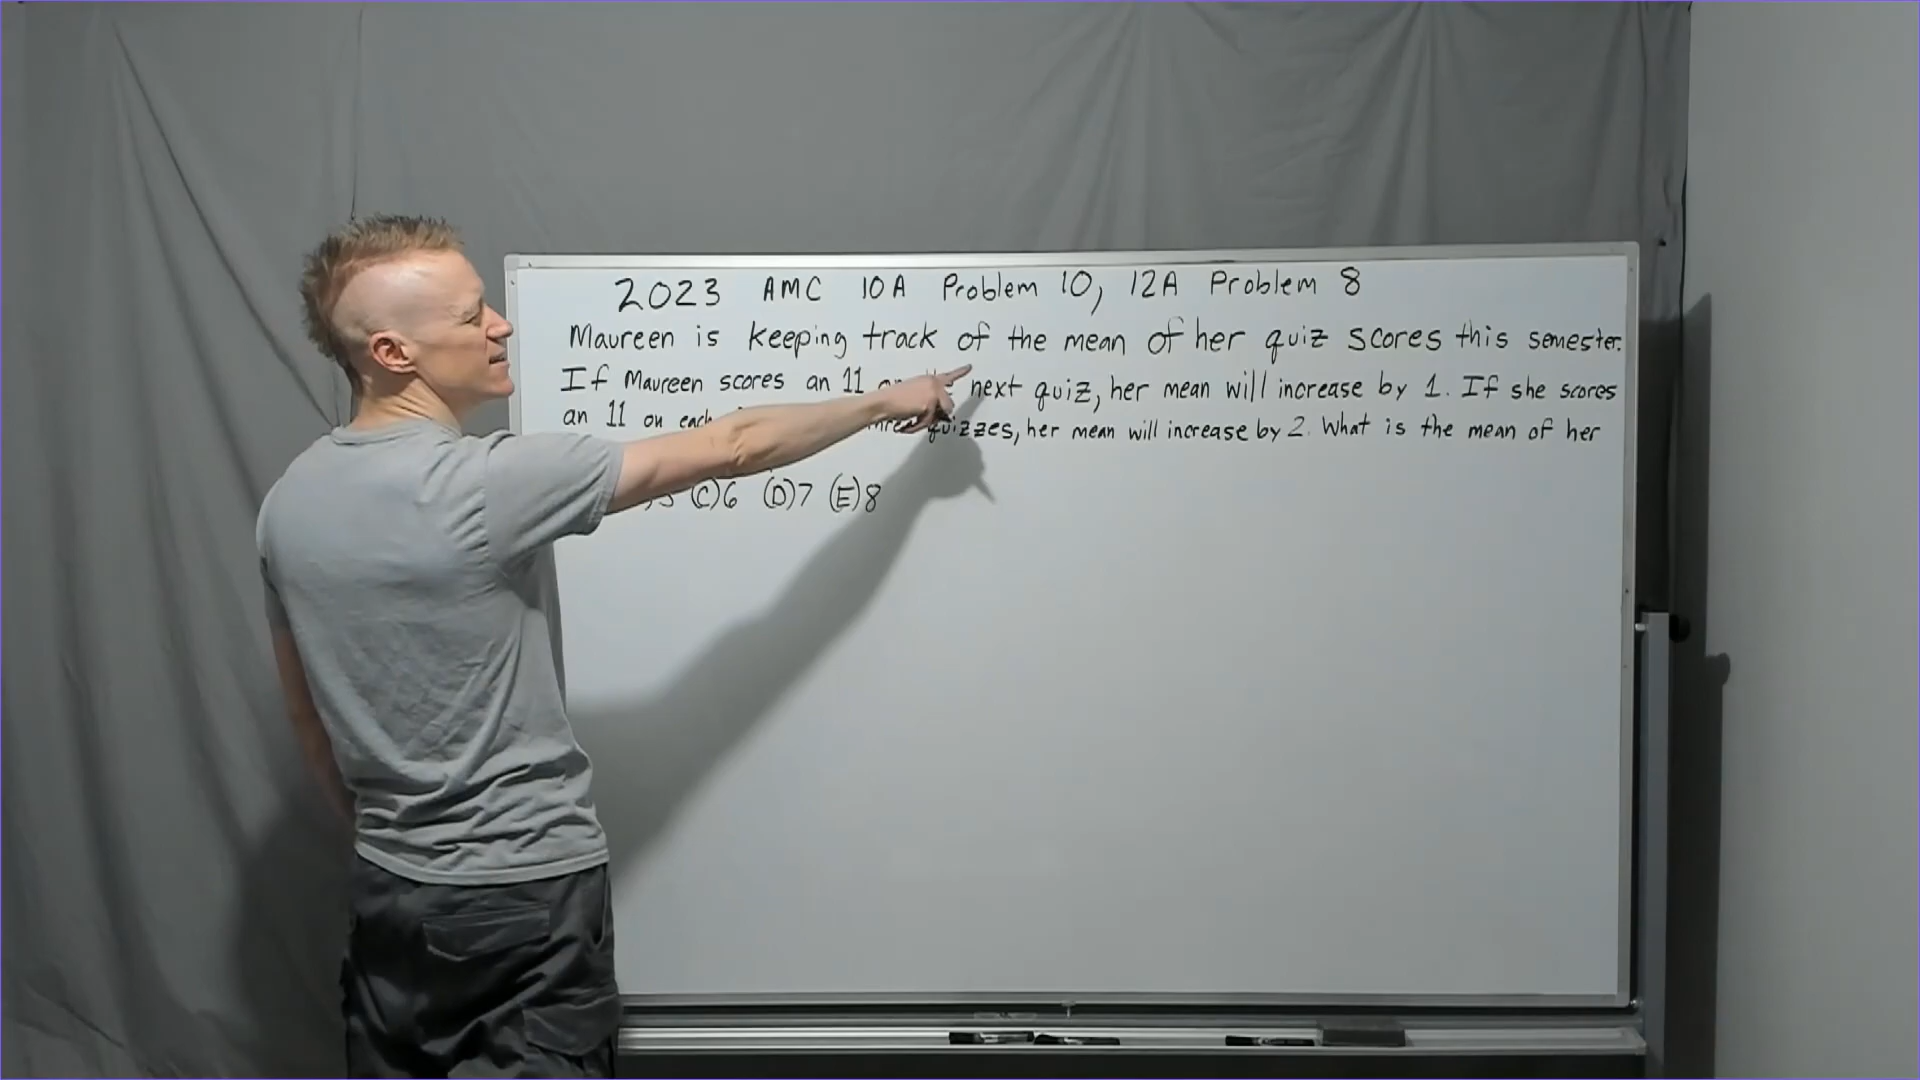 2023 AMC 10A Problem 10, 12A Problem 8
Maureen is keeping track of the mean of her quiz scores this semester.
If Maureen scores an 11 next quiz, her mean will increase by 1. If she scores
an 11 on each quizzes, her mean will increase by 2. What is the mean of her
(C)6 (D)7 (E)8